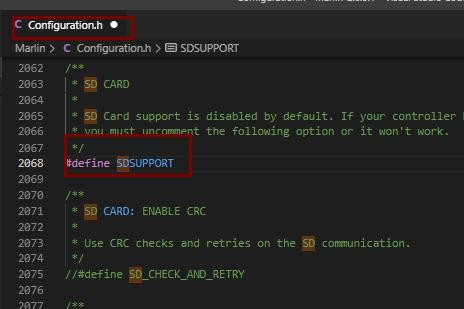 Configuration.h
Marlin > C Configuration.h > SDSUPPORT
2062 /**
2063 * SD CARD
2064 *
2065 * SD Card support is disabled by default. If your controller
2066 * you must uncomment the following option or it won't work.
2067 */
2068 #define SDSUPPORT
2069
2070 /**
2071 * SD CARD: ENABLE CRC
2072 *
2073 * Use CRC checks and retries on the SD communication.
2074 */
2075 //#define SD_CHECK_AND_RETRY
2076
2077 /**